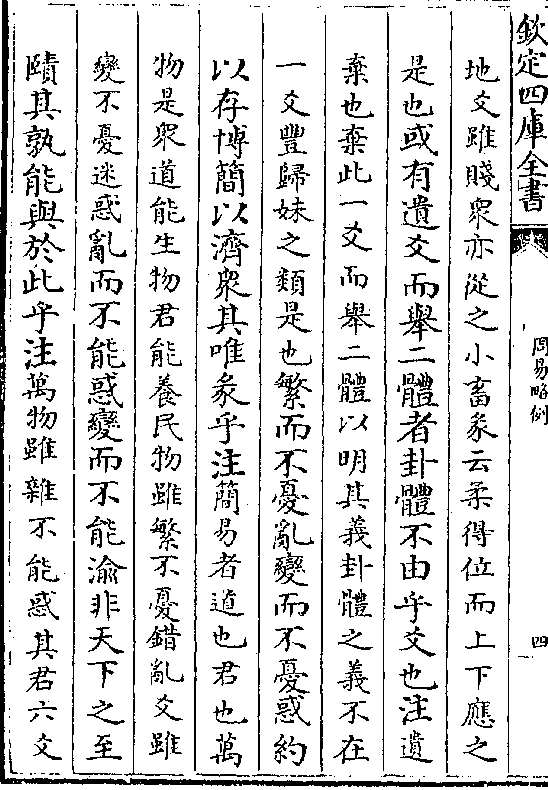 欽定四庫全書
周易略例
四
地爻雖賤衆亦從之小畜彖云柔得位而上下應之
是也或有遺爻而舉二體者卦體不由乎爻也注遺
棄也棄此一爻而舉二體以明其義卦體之義不在
一爻豐歸妹之類是也繁而不憂亂變而不憂惑約
以存博簡以濟衆其唯彖乎注簡易者道也君也萬
物是衆道能生物君能養民物雖繁不憂錯亂爻雖
變不憂迷惑亂而不能惑變而不能渝非天下之至
賾其孰能與於此乎注萬物雖雜不能惑其君六爻